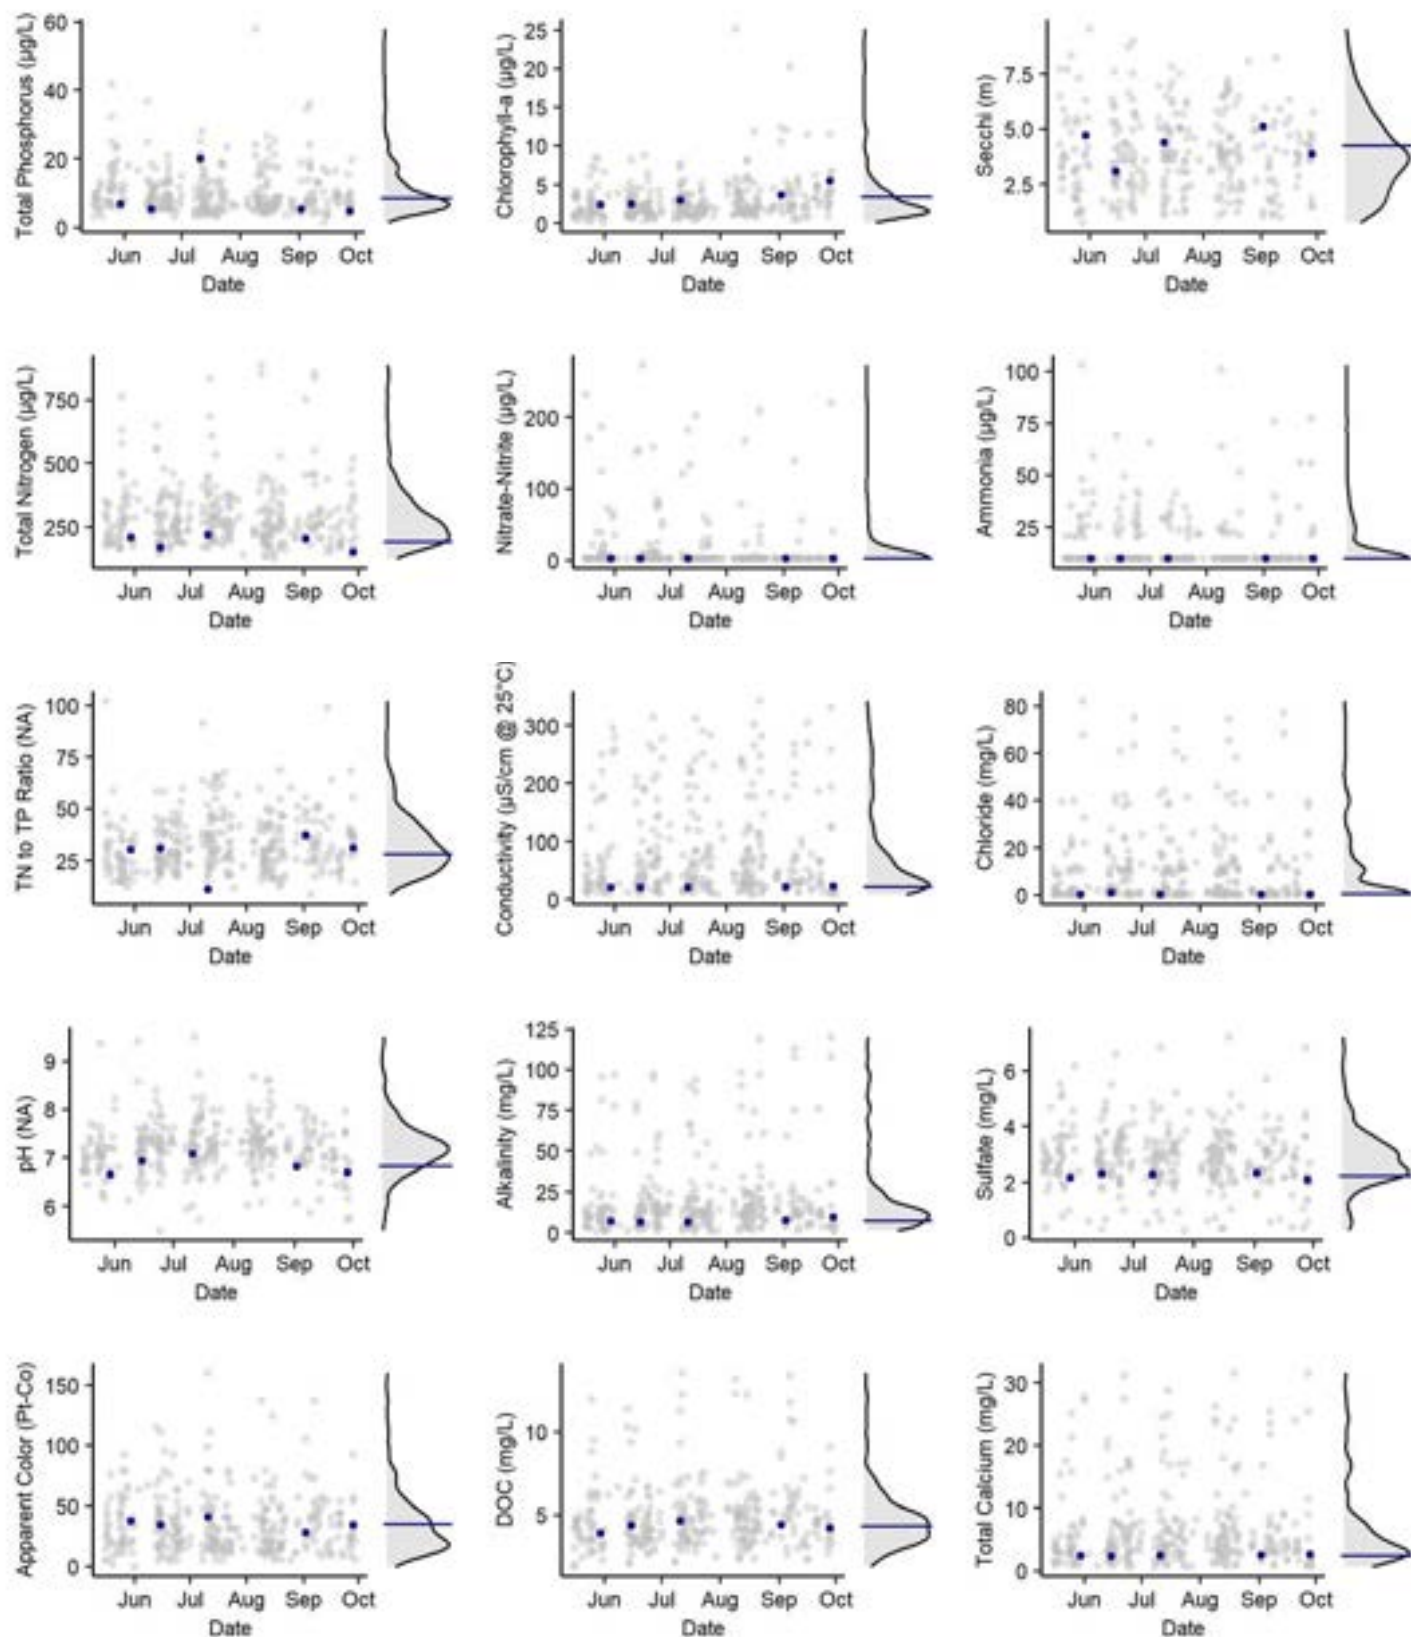 Total Phosphorus (µg/L)
60
40
20
0
Jun Jul Aug Sep Oct
Date
Chlorophyll-a (µg/L)
25
20
15
10
5
0
Jun Jul Aug Sep Oct
Date
Secchi (m)
7.5
5.0
2.5
Jun Jul Aug Sep Oct
Date
Total Nitrogen (µg/L)
750
500
250
Jun Jul Aug Sep Oct
Date
Nitrate-Nitrite (µg/L)
200
100
0
Jun Jul Aug Sep Oct
Date
Ammonia (µg/L)
100
75
50
25
Jun Jul Aug Sep Oct
Date
TN to TP Ratio (NA)
100
75
50
25
Jun Jul Aug Sep Oct
Date
Conductivity (µS/cm @ 25°C)
300
200
100
0
Jun Jul Aug Sep Oct
Date
Chloride (mg/L)
80
60
40
20
0
Jun Jul Aug Sep Oct
Date
pH (NA)
9
8
7
6
Jun Jul Aug Sep Oct
Date
Alkalinity (mg/L)
125
100
75
50
25
0
Jun Jul Aug Sep Oct
Date
Sulfate (mg/L)
6
4
2
0
Jun Jul Aug Sep Oct
Date
Apparent Color (Pt-Co)
150
100
50
0
Jun Jul Aug Sep Oct
Date
DOC (mg/L)
10
5
Jun Jul Aug Sep Oct
Date
Total Calcium (mg/L)
30
20
10
0
Jun Jul Aug Sep Oct
Date